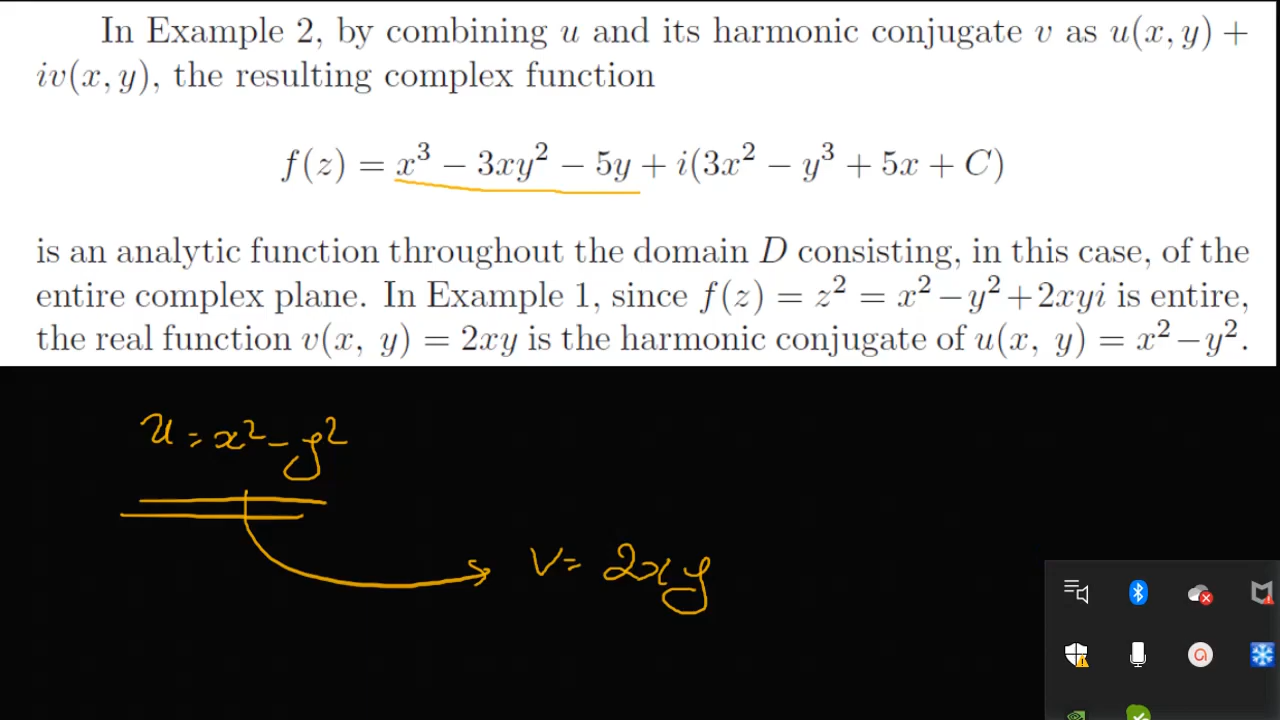 In Example 2, by combining u and its harmonic conjugate v as u(x, y) +
iv(x, y), the resulting complex function
f(z) = x³ − 3xy² − 5y + i(3x² − y³ + 5x + C)
is an analytic function throughout the domain D consisting, in this case, of the
entire complex plane. In Example 1, since f(z) = z² = x² − y² + 2xyi is entire,
the real function v(x, y) = 2xy is the harmonic conjugate of u(x, y) = x² − y².
u = x² − y²
v = 2xy